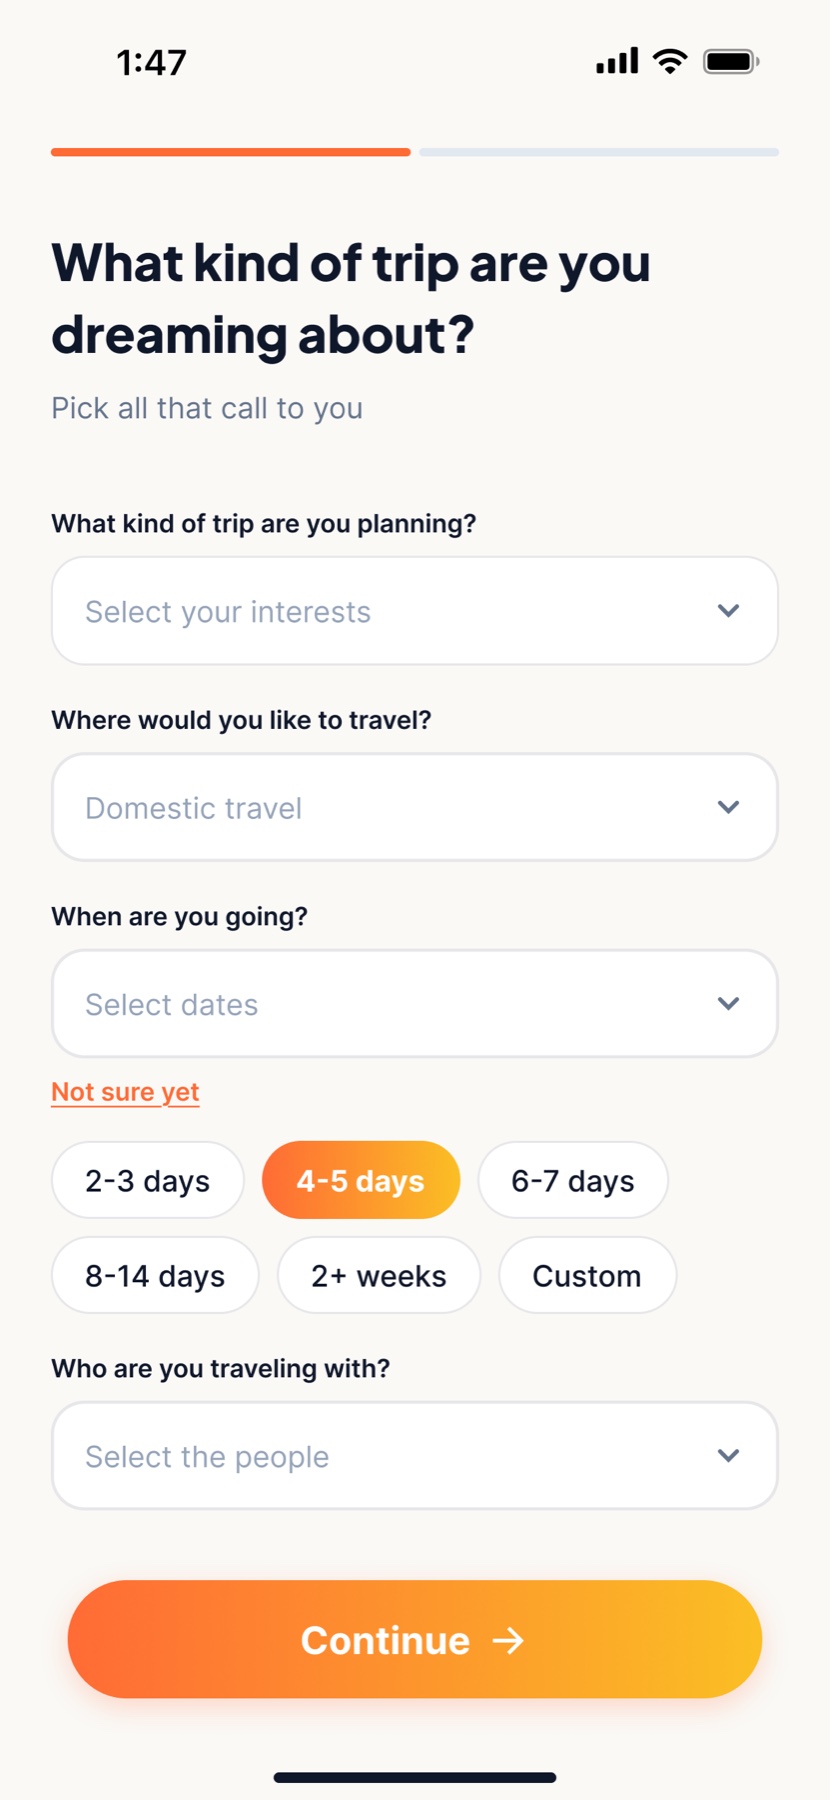 1:47
What kind of trip are you
dreaming about?
Pick all that call to you
What kind of trip are you planning?
Select your interests
Where would you like to travel?
Domestic travel
When are you going?
Select dates
Not sure yet
2-3 days 4-5 days 6-7 days
8-14 days 2+ weeks Custom
Who are you traveling with?
Select the people
Continue →